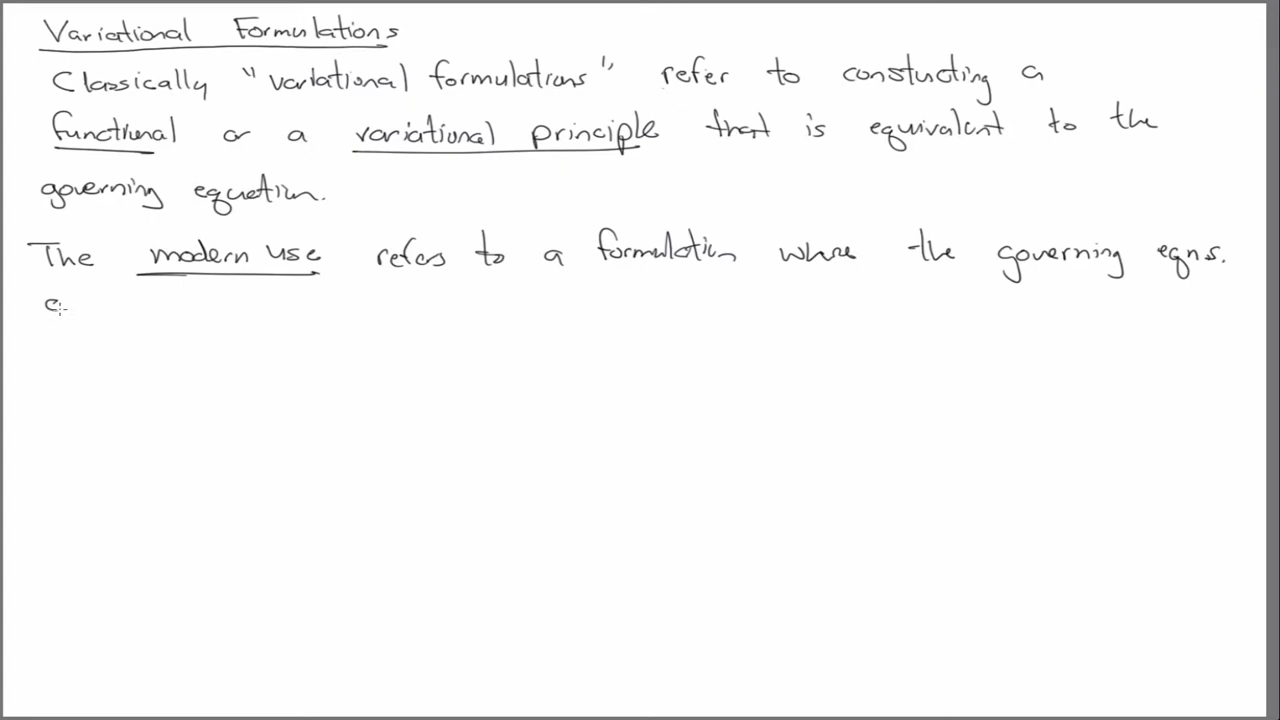 Variational Formulations
Classically "variational formulations" refer to constucting a
functional or a variational principle that is equivalent to the
governing equation.
The modern use refers to a formulation where the governing eqns.